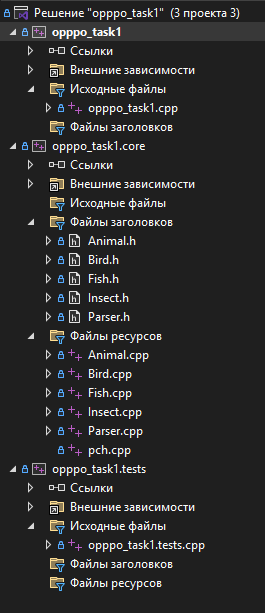 Решение "opppo_task1" (3 проекта 3)
opppo_task1
Ссылки
Внешние зависимости
Исходные файлы
opppo_task1.cpp
Файлы заголовков
opppo_task1.core
Ссылки
Внешние зависимости
Исходные файлы
Файлы заголовков
Animal.h
Bird.h
Fish.h
Insect.h
Parser.h
Файлы ресурсов
Animal.cpp
Bird.cpp
Fish.cpp
Insect.cpp
Parser.cpp
pch.cpp
opppo_task1.tests
Ссылки
Внешние зависимости
Исходные файлы
opppo_task1.tests.cpp
Файлы заголовков
Файлы ресурсов